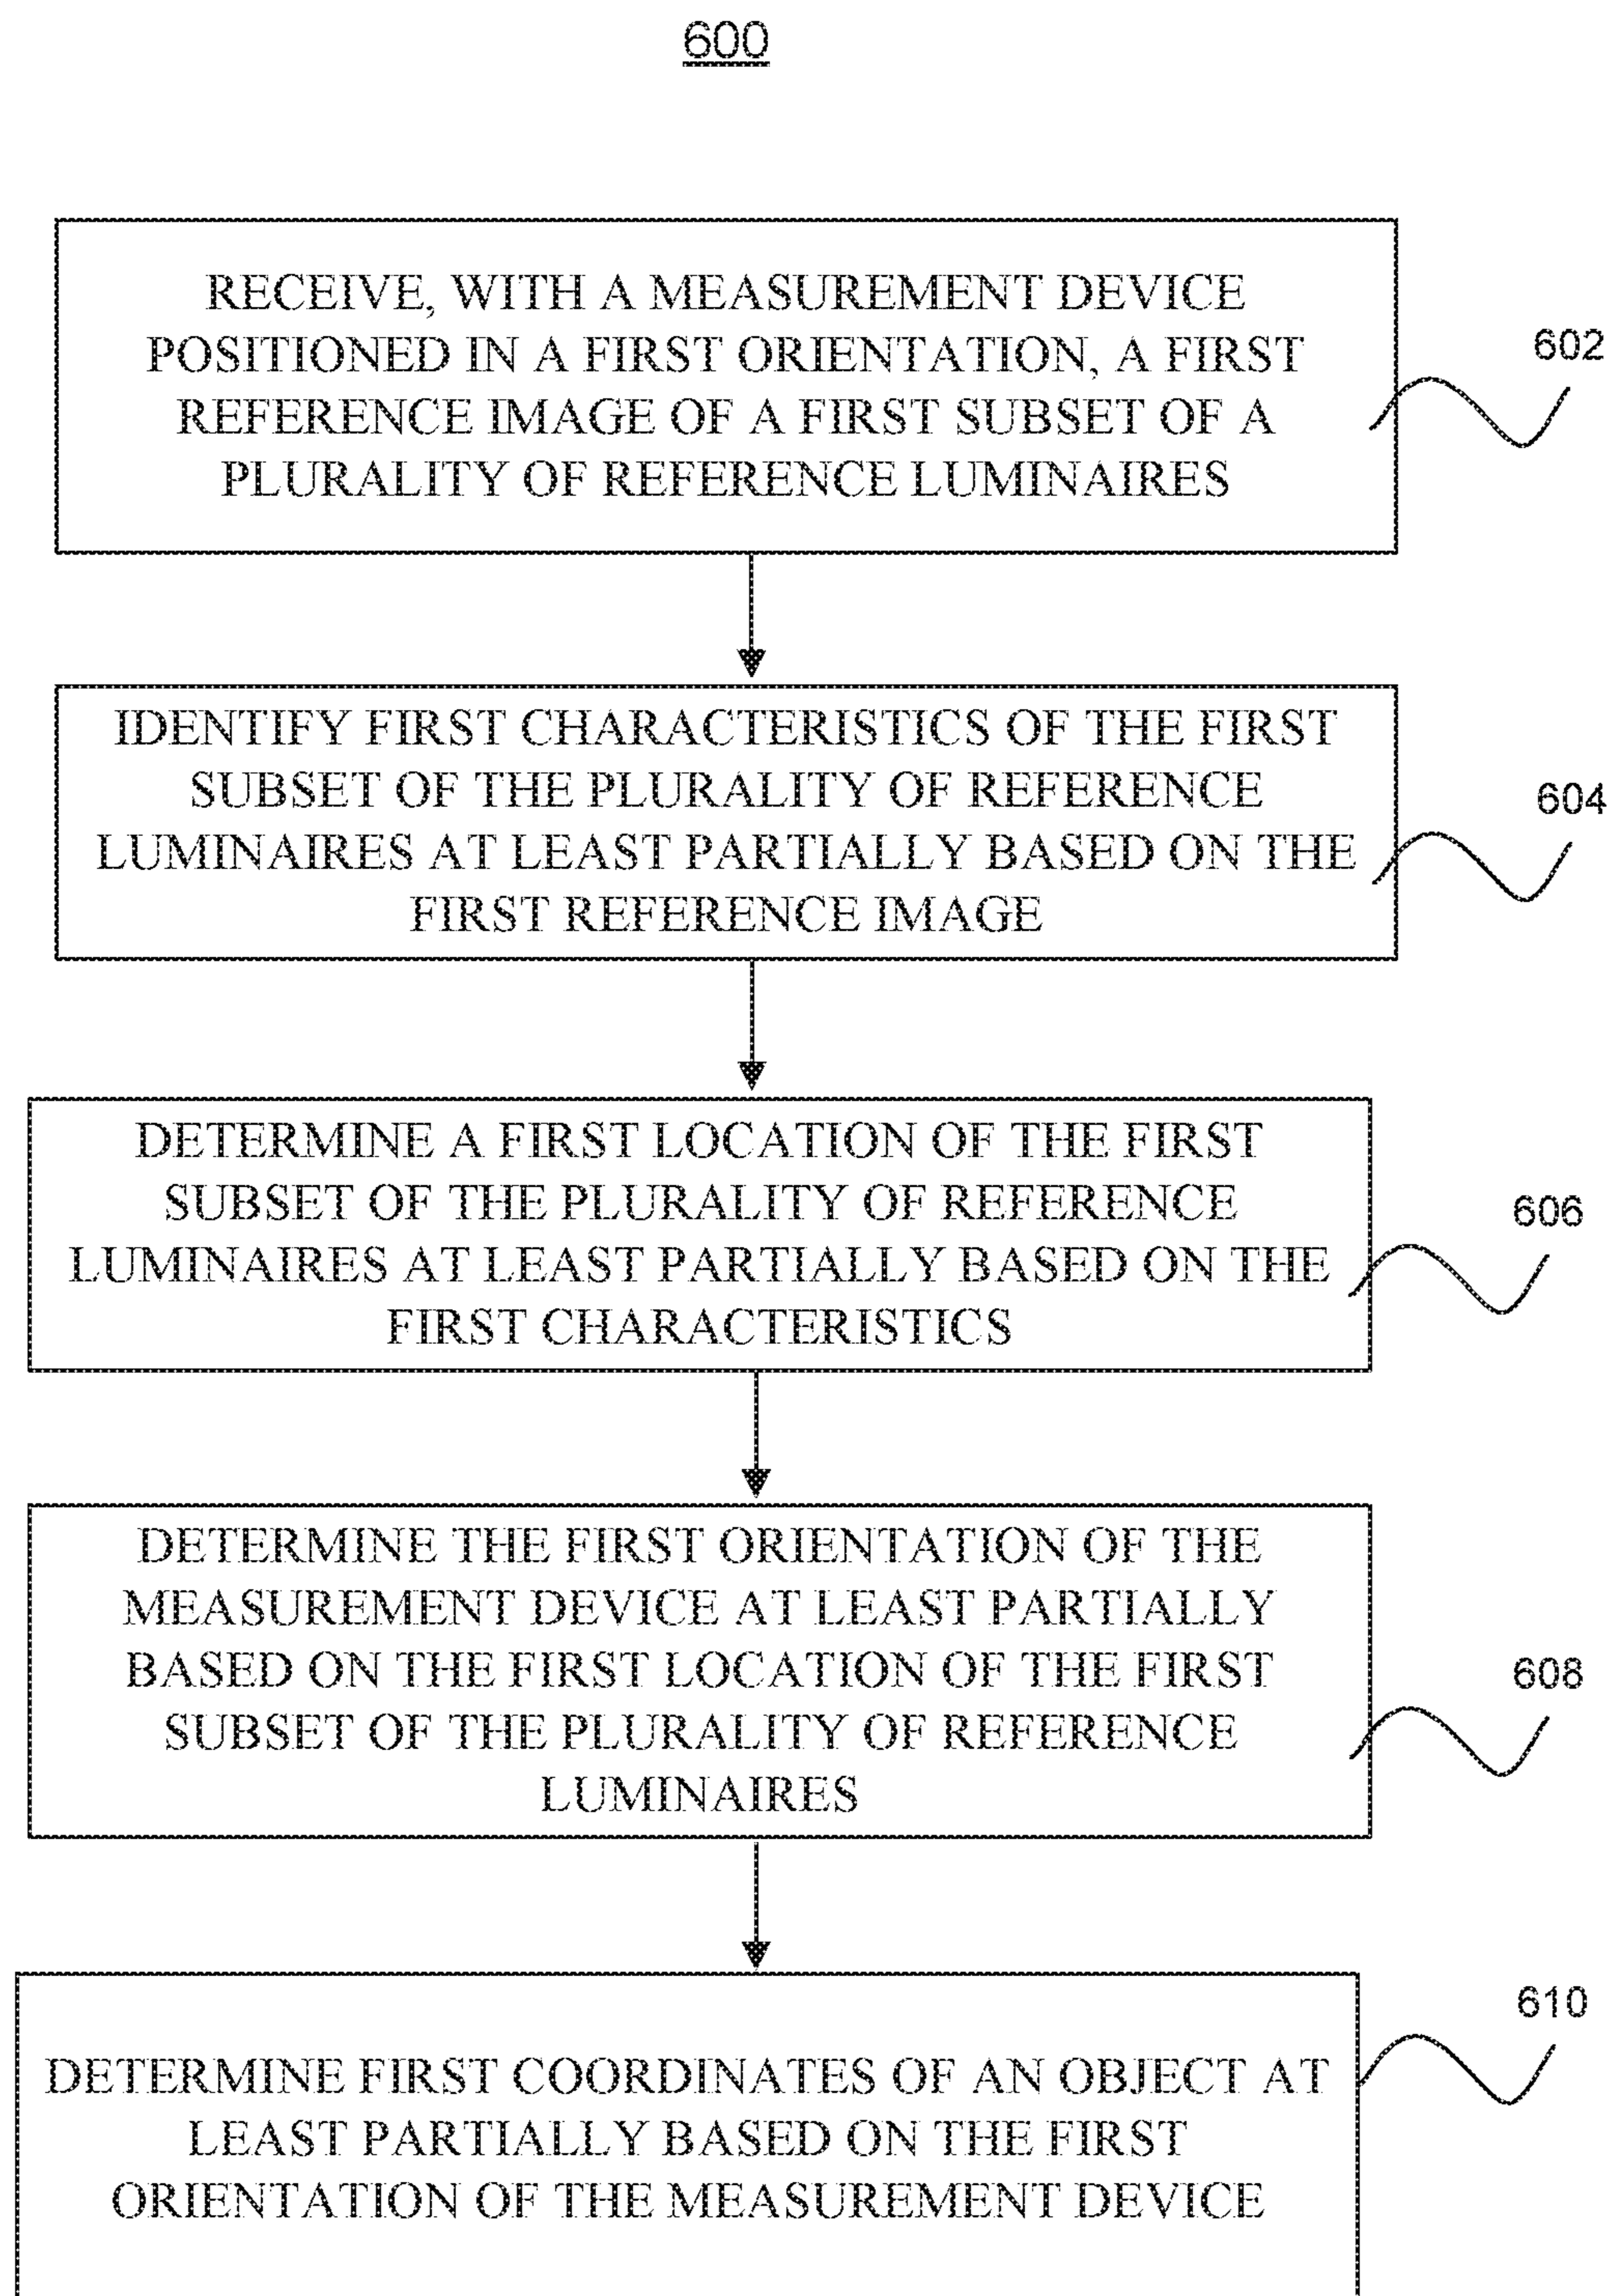 600
RECEIVE, WITH A MEASUREMENT DEVICE
POSITIONED IN A FIRST ORIENTATION, A FIRST
REFERENCE IMAGE OF A FIRST SUBSET OF A
PLURALITY OF REFERENCE LUMINAIRES
602
IDENTIFY FIRST CHARACTERISTICS OF THE FIRST
SUBSET OF THE PLURALITY OF REFERENCE
LUMINAIRES AT LEAST PARTIALLY BASED ON THE
FIRST REFERENCE IMAGE
604
DETERMINE A FIRST LOCATION OF THE FIRST
SUBSET OF THE PLURALITY OF REFERENCE
LUMINAIRES AT LEAST PARTIALLY BASED ON THE
FIRST CHARACTERISTICS
606
DETERMINE THE FIRST ORIENTATION OF THE
MEASUREMENT DEVICE AT LEAST PARTIALLY
BASED ON THE FIRST LOCATION OF THE FIRST
SUBSET OF THE PLURALITY OF REFERENCE
LUMINAIRES
608
DETERMINE FIRST COORDINATES OF AN OBJECT AT
LEAST PARTIALLY BASED ON THE FIRST
ORIENTATION OF THE MEASUREMENT DEVICE
610